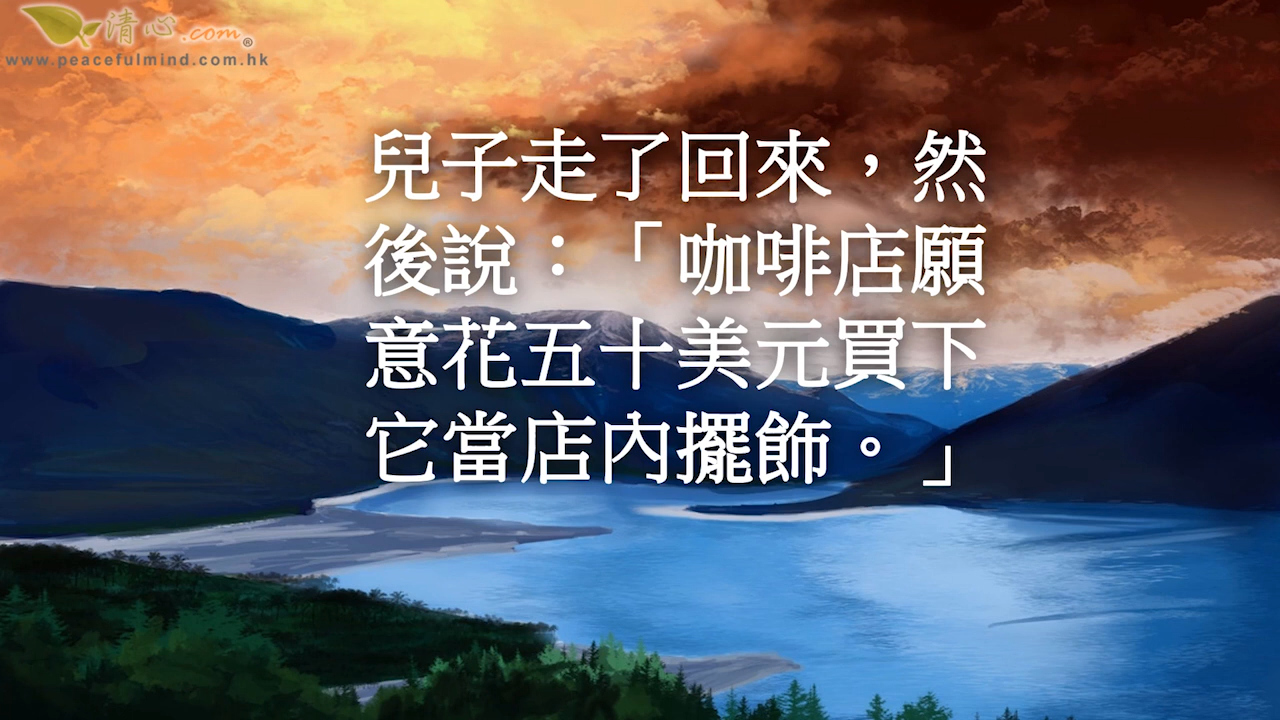 清心.com®
www.peacefulmind.com.hk
兒子走了回來，然
後說：「咖啡店願
意花五十美元買下
它當店內擺飾。」